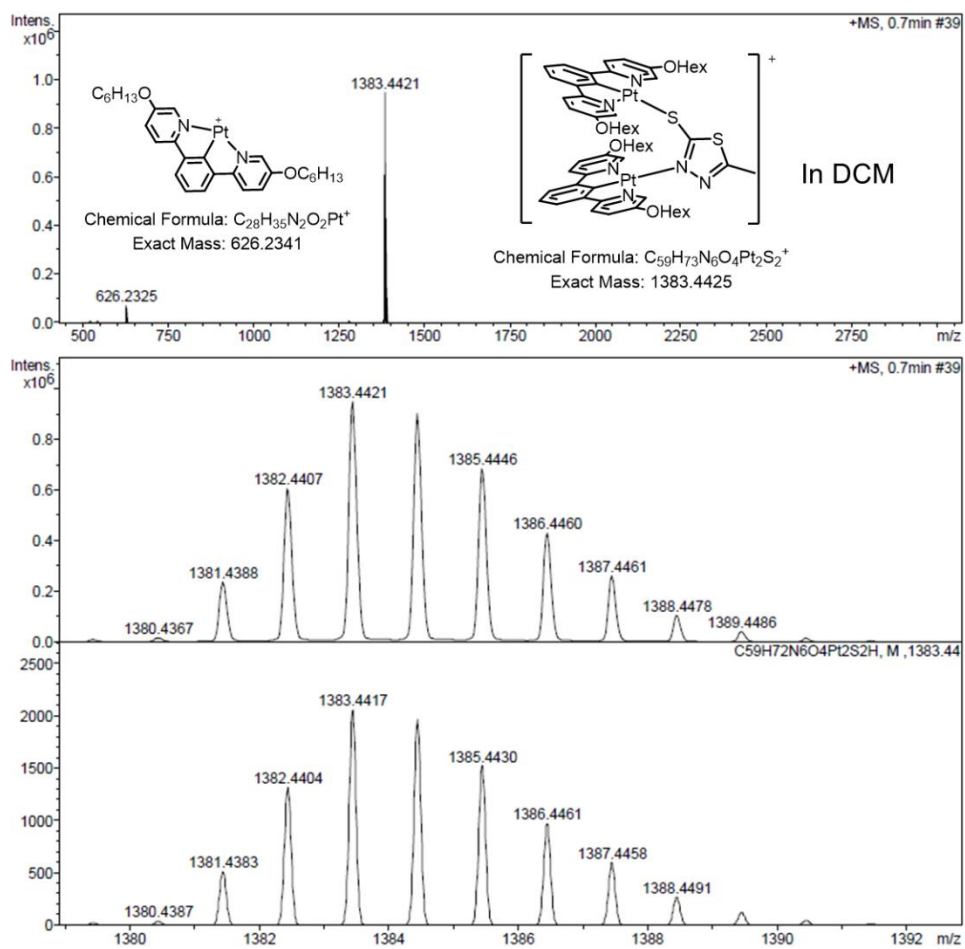 Intens.
x10⁶
+MS, 0.7min #39
1.0
0.8
0.6
0.4
0.2
0.0
1383.4421
626.2325
C₆H₁₃O
Pt
+
N
N
OC₆H₁₃
Chemical Formula: C₂₈H₃₅N₂O₂Pt⁺
Exact Mass: 626.2341
+
OHex
N
Pt
N
S
OHex
OHex
S
N
Pt
N
N
N
OHex
In DCM
Chemical Formula: C₅₉H₇₃N₆O₄Pt₂S₂⁺
Exact Mass: 1383.4425
500 750 1000 1250 1500 1750 2000 2250 2500 2750 m/z
Intens.
x10⁶
+MS, 0.7min #39
0.8
0.6
0.4
0.2
0.0
1380.4367
1381.4388
1382.4407
1383.4421
1385.4446
1386.4460
1387.4461
1388.4478
1389.4486
C59H72N6O4Pt2S2H, M ,1383.44
2500
2000
1500
1000
500
0
1380.4387
1381.4383
1382.4404
1383.4417
1385.4430
1386.4461
1387.4458
1388.4491
1380 1382 1384 1386 1388 1390 1392 m/z